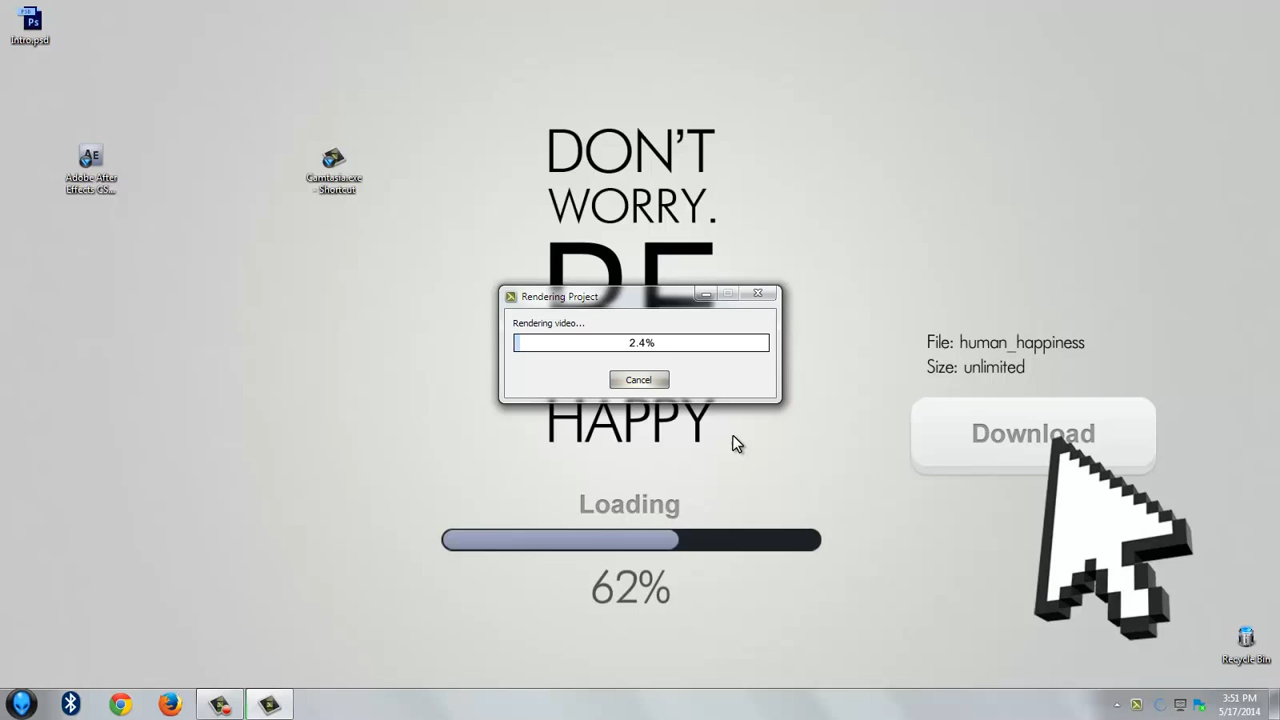 Intro.psd
Adobe After
Effects CS...
Camtasia.exe
- Shortcut
DON'T
WORRY.
BE
HAPPY
Rendering Project
Rendering video...
2.4%
Cancel
File: human_happiness
Size: unlimited
Download
Loading
62%
Recycle Bin
3:51 PM
5/17/2014